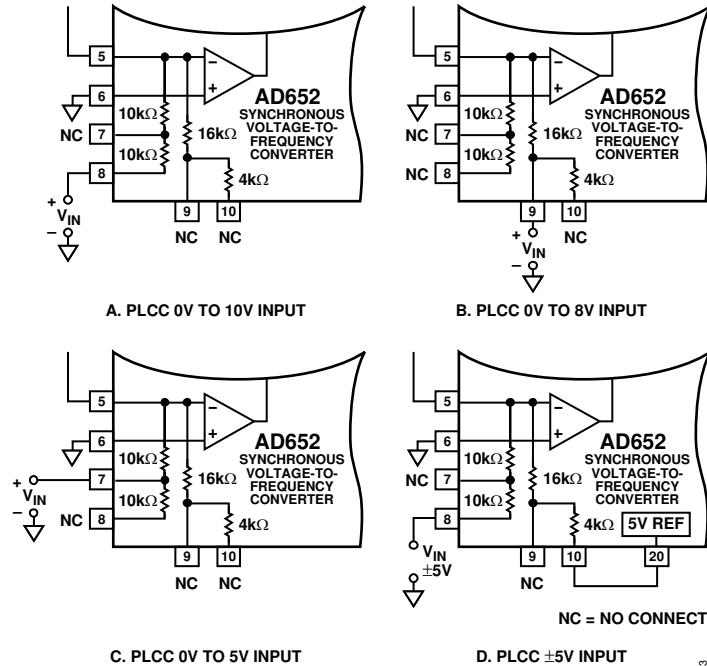 5
6
10kΩ
NC 7
10kΩ
8
16kΩ
4kΩ
AD652
SYNCHRONOUS
VOLTAGE-TO-
FREQUENCY
CONVERTER
+
VIN
−
9
10
NC
NC
−
+
A. PLCC 0V TO 10V INPUT
5
6
10kΩ
NC 7
10kΩ
NC 8
16kΩ
4kΩ
AD652
SYNCHRONOUS
VOLTAGE-TO-
FREQUENCY
CONVERTER
−
+
9
10
NC
+
VIN
−
B. PLCC 0V TO 8V INPUT
5
6
10kΩ
+
VIN
−
7
10kΩ
NC 8
16kΩ
4kΩ
AD652
SYNCHRONOUS
VOLTAGE-TO-
FREQUENCY
CONVERTER
−
+
9
10
NC
NC
C. PLCC 0V TO 5V INPUT
5
6
10kΩ
NC 7
10kΩ
8
16kΩ
4kΩ
AD652
SYNCHRONOUS
VOLTAGE-TO-
FREQUENCY
CONVERTER
−
+
5V REF
VIN
±5V
9
10
20
NC
NC = NO CONNECT
D. PLCC ±5V INPUT
3